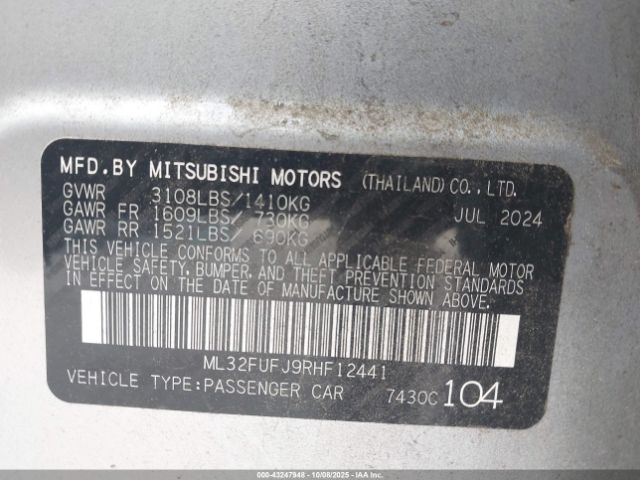 MFD.BY MITSUBISHI MOTORS (THAILAND)CO.,LTD.
GVWR 3108LBS/1410KG JUL 2024
GAWR FR 1609LBS/ 730KG
GAWR RR 1521LBS/ 690KG
THIS VEHICLE CONFORMS TO ALL APPLICABLE FEDERAL MOTOR
VEHICLE SAFETY, BUMPER, AND THEFT PREVENTION STANDARDS
IN EFFECT ON THE DATE OF MANUFACTURE SHOWN ABOVE.
ML32FUFJ9RHF12441
VEHICLE TYPE:PASSENGER CAR 7430C 104
000-43247948 10/08/2025 - IAAI.COM